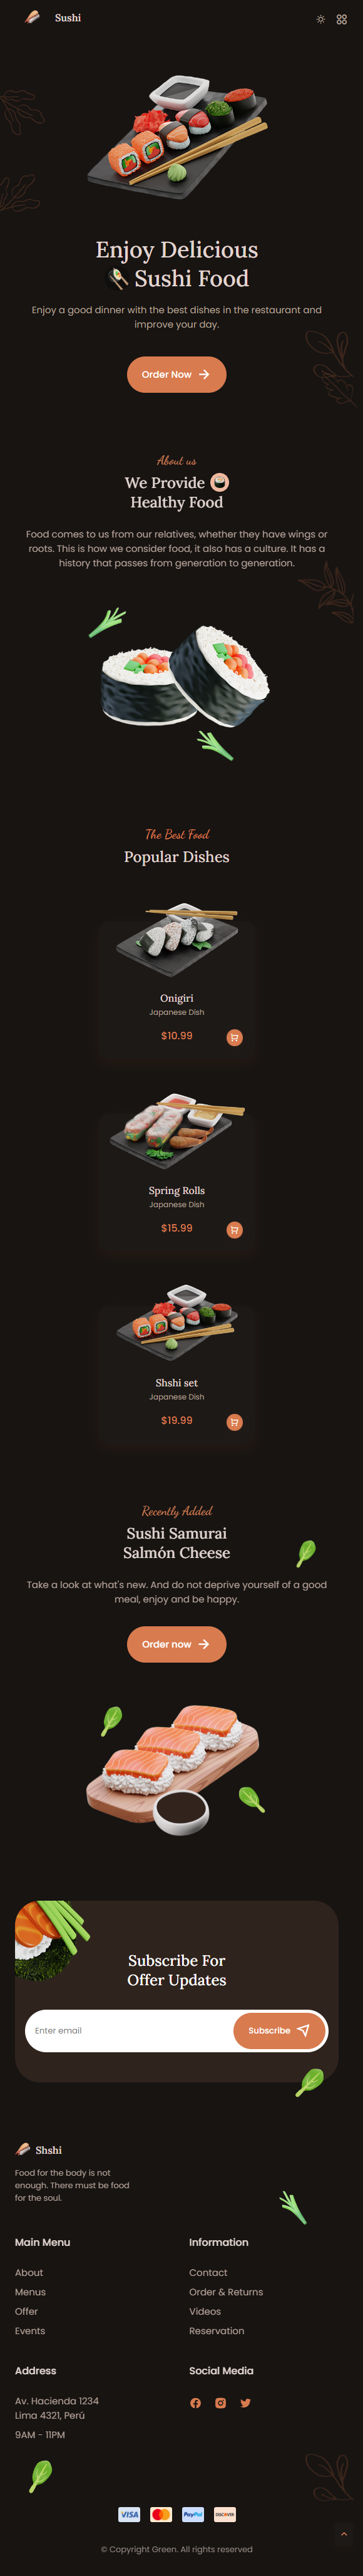 Sushi
Enjoy Delicious
Sushi Food
Enjoy a good dinner with the best dishes in the restaurant and
improve your day.
Order Now
About us
We Provide
Healthy Food
Food comes to us from our relatives, whether they have wings or
roots. This is how we consider food, it also has a culture. It has a
history that passes from generation to generation.
The Best Food
Popular Dishes
Onigiri
Japanese Dish
$10.99
Spring Rolls
Japanese Dish
$15.99
Shshi set
Japanese Dish
$19.99
Recently Added
Sushi Samurai
Salmón Cheese
Take a look at what's new. And do not deprive yourself of a good
meal, enjoy and be happy.
Order now
Subscribe For
Offer Updates
Enter email
Subscribe
Shshi
Food for the body is not
enough. There must be food
for the soul.
Main Menu
About
Menus
Offer
Events
Information
Contact
Order & Returns
Videos
Reservation
Address
Av. Hacienda 1234
Lima 4321, Perú
9AM - 11PM
Social Media
VISA
PayPal
DISCOVER
© Copyright Green. All rights reserved